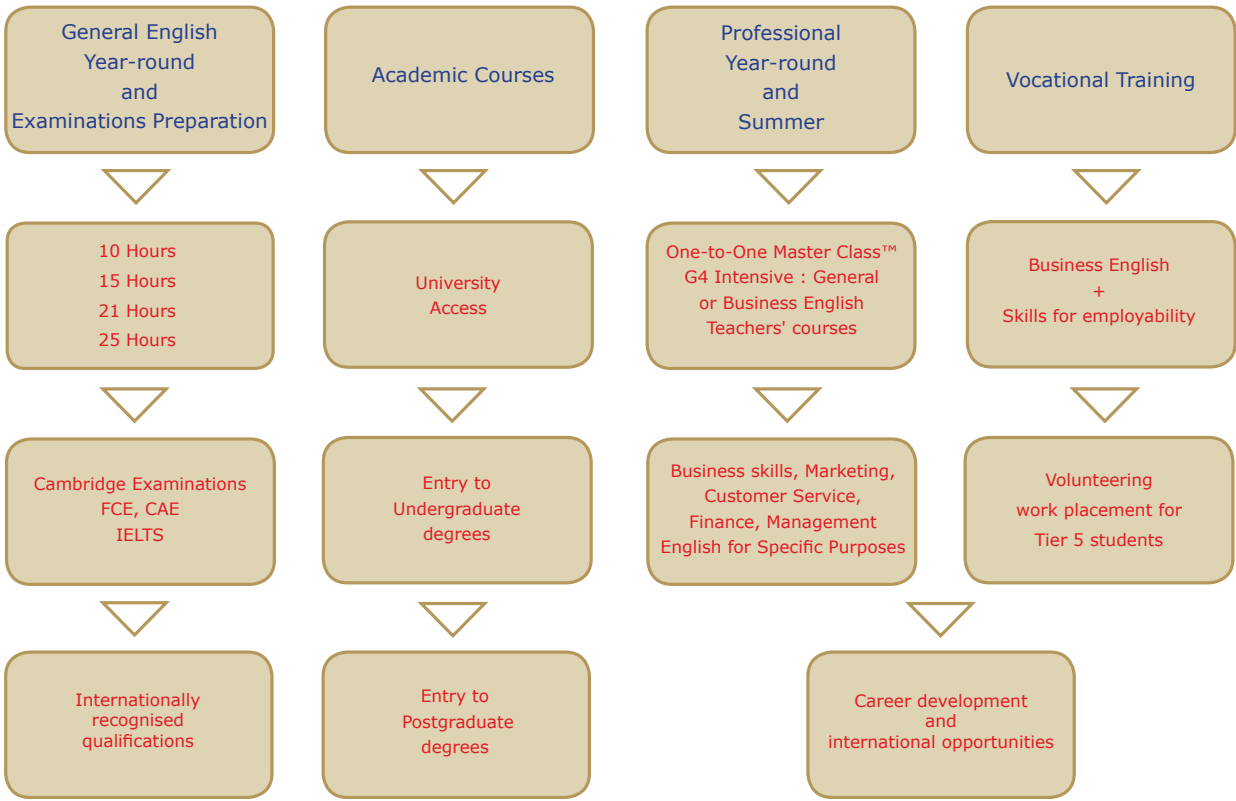 General English
Year-round
and
Examinations Preparation
Academic Courses
Professional
Year-round
and
Summer
Vocational Training
10 Hours
15 Hours
21 Hours
25 Hours
University
Access
One-to-One Master Class™
G4 Intensive : General
or Business English
Teachers' courses
Business English
+
Skills for employability
Cambridge Examinations
FCE, CAE
IELTS
Entry to
Undergraduate
degrees
Business skills, Marketing,
Customer Service,
Finance, Management
English for Specific Purposes
Volunteering
work placement for
Tier 5 students
Internationally
recognised
qualifications
Entry to
Postgraduate
degrees
Career development
and
international opportunities